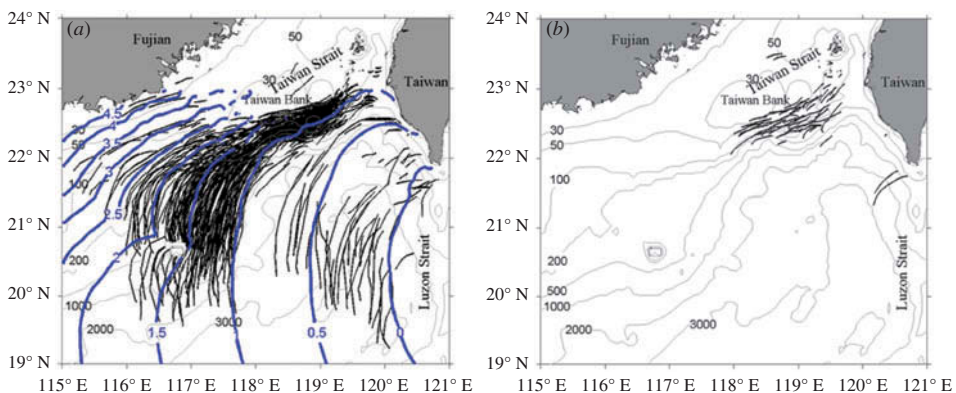 24° N
23° N
22° N
21° N
20° N
19° N
(a)
Fujian
50
Taiwan Strait
30
Taiwan
Taiwan Bank
4.5
4
3.5
3
2.5
2
1.5
1
0.5
0
30
50
100
200
1000
2000
3000
Luzon Strait
115° E 116° E 117° E 118° E 119° E 120° E 121° E
24° N
23° N
22° N
21° N
20° N
19° N
(b)
Fujian
50
Taiwan Strait
30
Taiwan
Taiwan Bank
30
50
100
200
500
1000
2000
3000
Luzon Strait
115° E 116° E 117° E 118° E 119° E 120° E 121° E